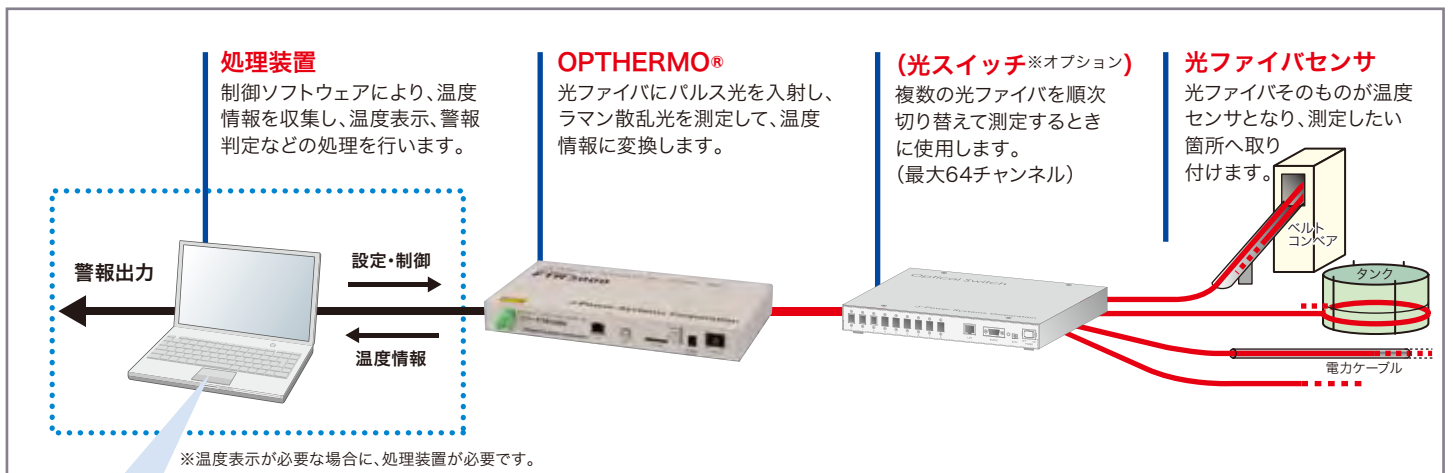 処理装置
制御ソフトウェアにより、温度
情報を収集し、温度表示、警報
判定などの処理を行います。
OPTHERMO®
光ファイバにパルス光を入射し、
ラマン散乱光を測定して、温度
情報に変換します。
(光スイッチ※オプション)
複数の光ファイバを順次
切り替えて測定するとき
に使用します。
(最大64チャンネル)
光ファイバセンサ
光ファイバそのものが温度
センサとなり、測定したい
箇所へ取り
付けます。
警報出力
設定・制御
温度情報
FTR3000
J-Power Systems Corporation
Optical Switch
J-Power Systems Corporation
ベルト
コンベア
タンク
電力ケーブル
※温度表示が必要な場合に、処理装置が必要です。